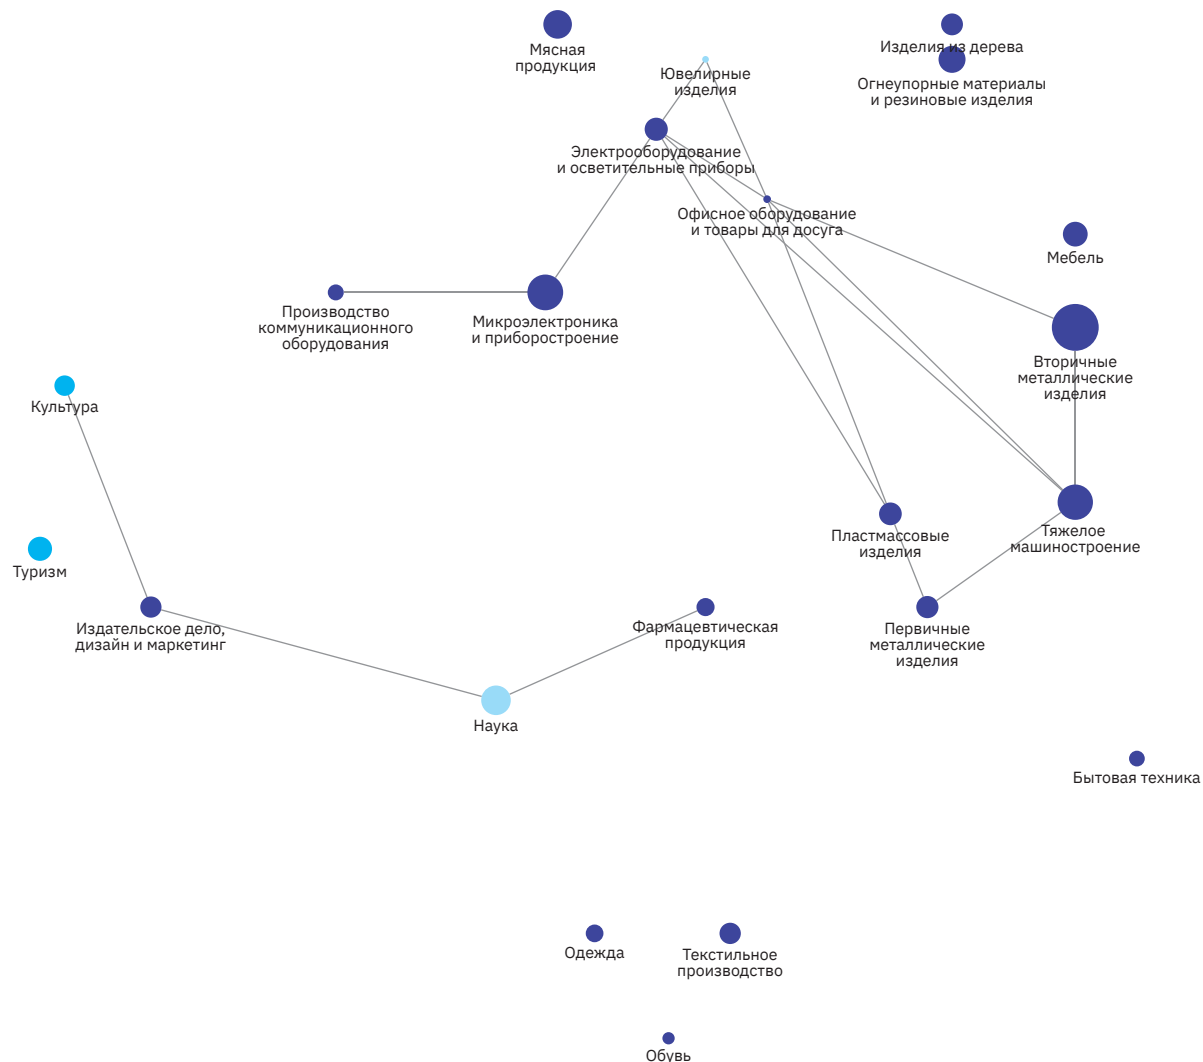 Мясная
продукция
Изделия из дерева
Огнеупорные материалы
и резиновые изделия
Ювелирные
изделия
Электрооборудование
и осветительные приборы
Офисное оборудование
и товары для досуга
Мебель
Производство
коммуникационного
оборудования
Микроэлектроника
и приборостроение
Вторичные
металлические
изделия
Культура
Пластмассовые
изделия
Тяжелое
машиностроение
Туризм
Издательское дело,
дизайн и маркетинг
Фармацевтическая
продукция
Первичные
металлические
изделия
Наука
Бытовая техника
Одежда
Текстильное
производство
Обувь